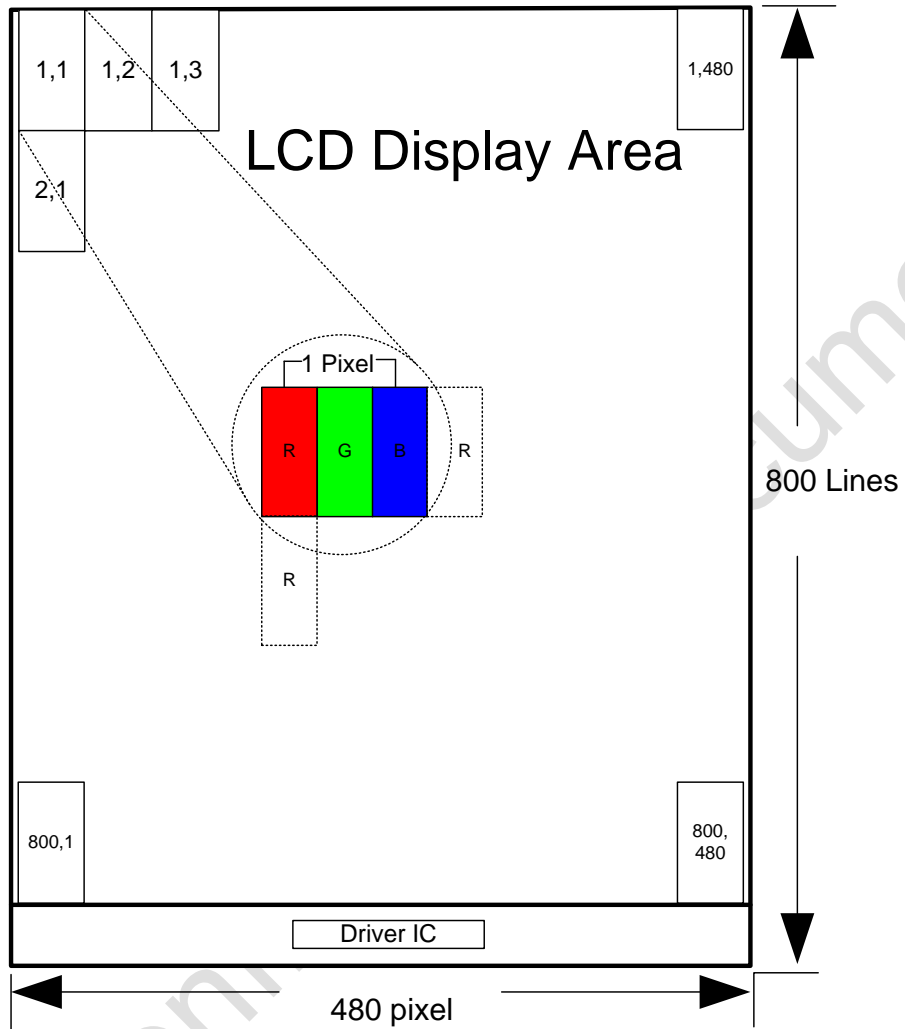 1,1 1,2 1,3 1,480
LCD Display Area
2,1
1 Pixel
R G B R
800 Lines
R
800,1
800,
480
Driver IC
480 pixel